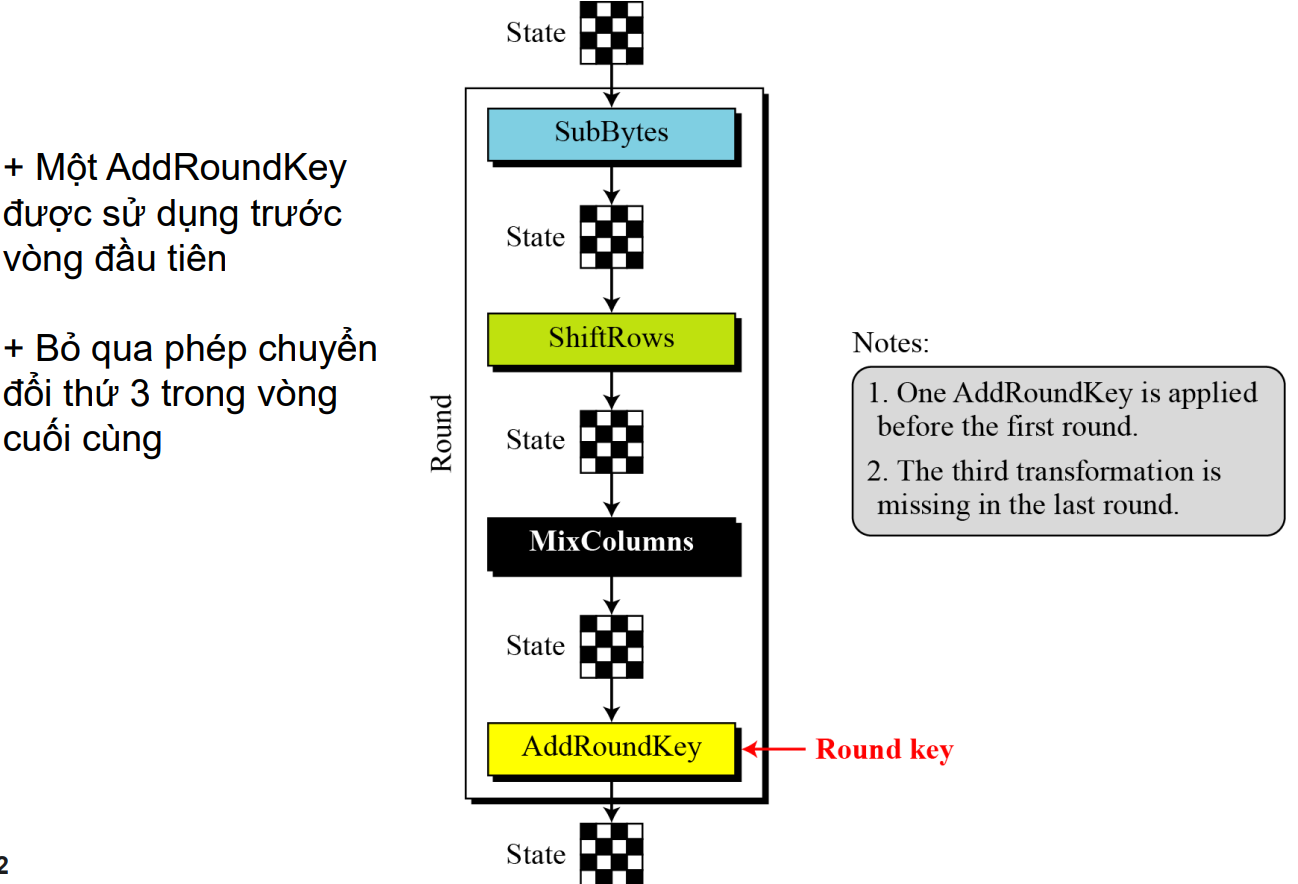 + Một AddRoundKey
được sử dụng trước
vòng đầu tiên
+ Bỏ qua phép chuyển
đổi thứ 3 trong vòng
cuối cùng
State
SubBytes
State
ShiftRows
State
Round
MixColumns
State
AddRoundKey
Round key
State
Notes:
1. One AddRoundKey is applied
before the first round.
2. The third transformation is
missing in the last round.
2